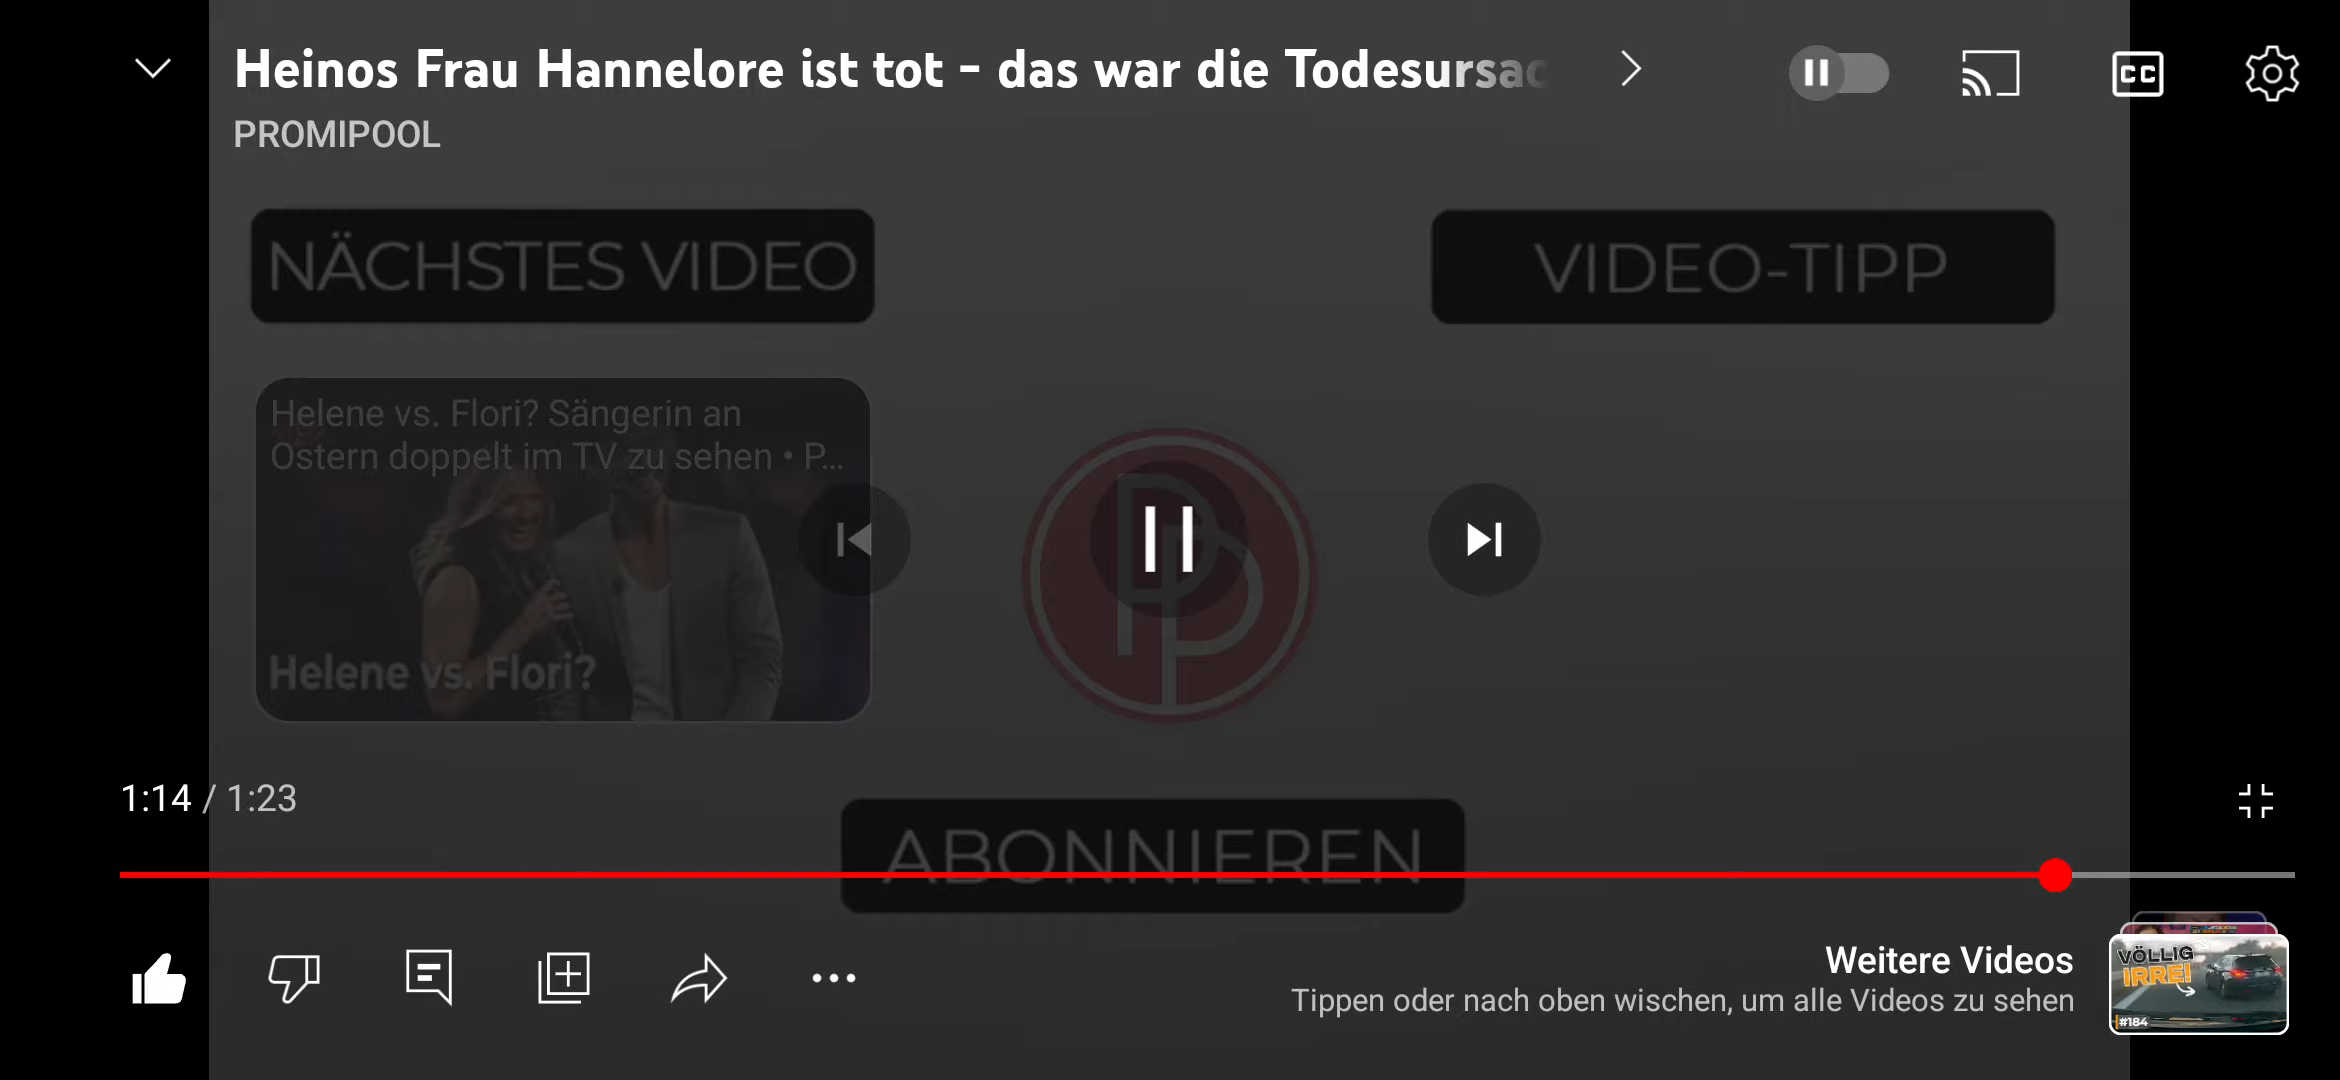 Heinos Frau Hannelore ist tot - das war die Todesursac
PROMIPOOL
CC
NÄCHSTES VIDEO
VIDEO-TIPP
Helene vs. Flori? Sängerin an
Ostern doppelt im TV zu sehen • P...
Helene vs. Flori?
1:14 / 1:23
ABONNIEREN
Weitere Videos
Tippen oder nach oben wischen, um alle Videos zu sehen
VÖLLIG
IRRE!
#184